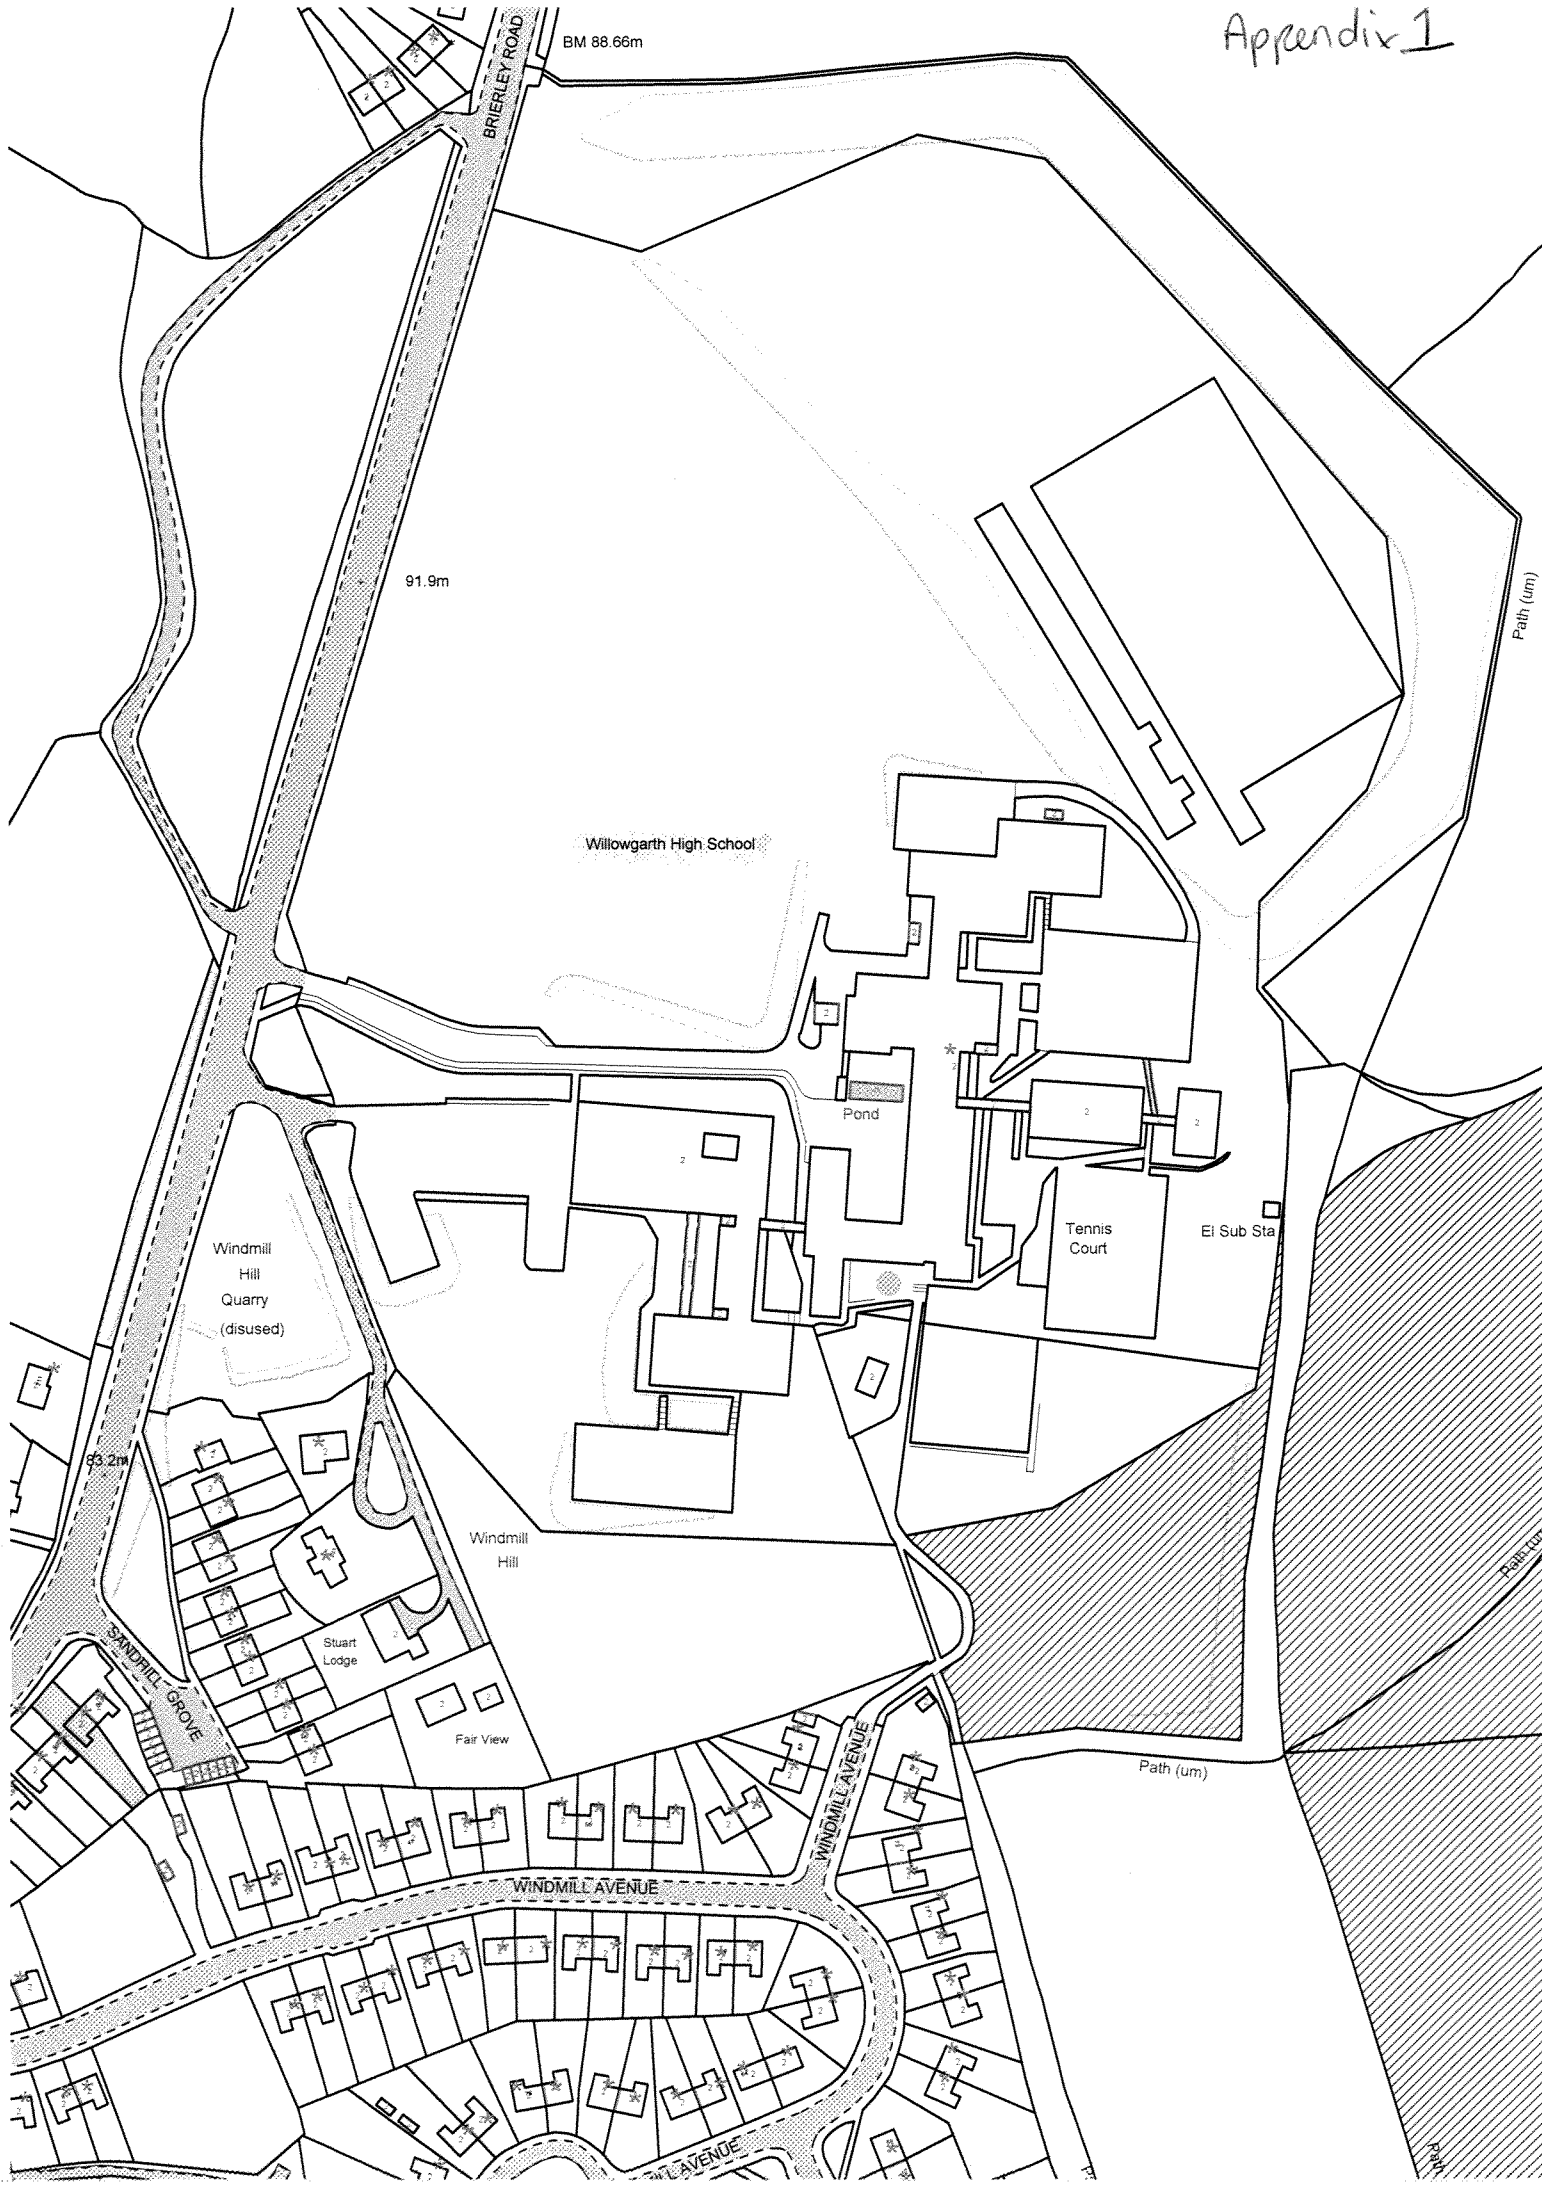 Appendix 1
BM 88.66m
BRIERLEY ROAD
91.9m
Path (um)
Willowgarth High School
Pond
Tennis
Court
El Sub Sta
Windmill
Hill
Quarry
(disused)
83.2m
Windmill
Hill
Stuart
Lodge
SANDHILL GROVE
Fair View
Path (um)
Path (um)
WINDMILL AVENUE
WINDMILL AVENUE
AVENUE
Path